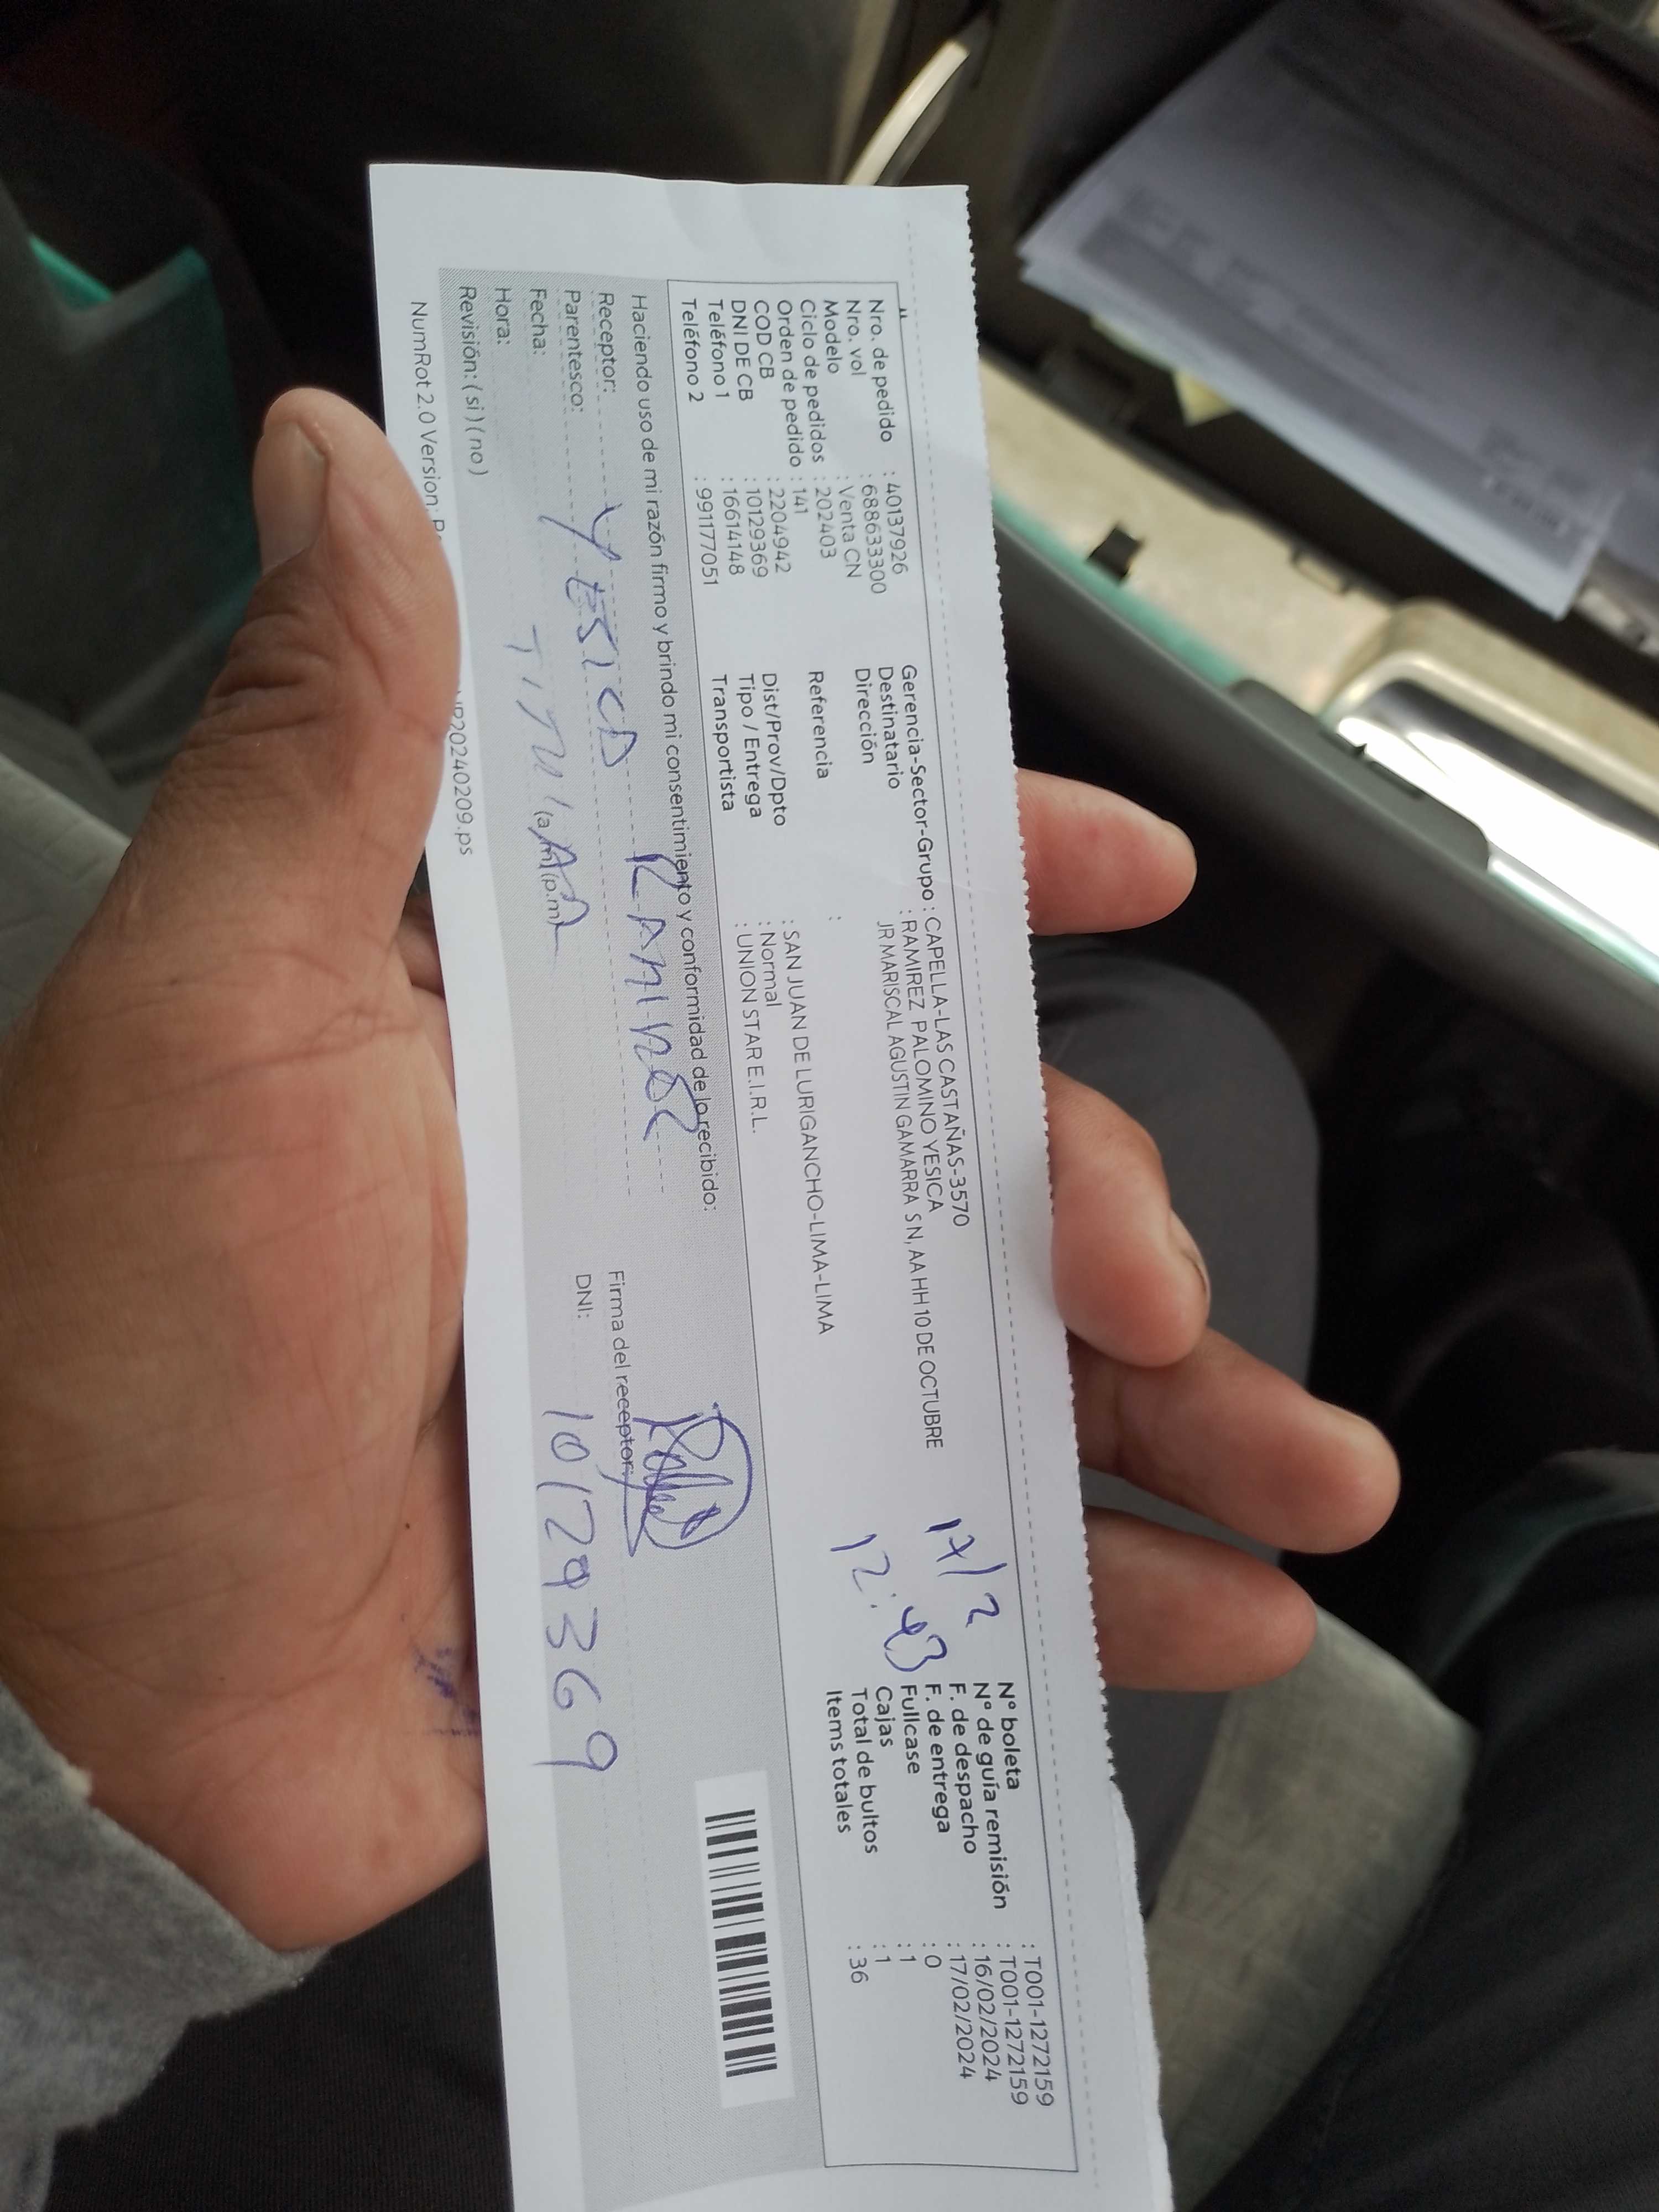 Nro. de pedido : 40137926
Nro. vol : 688633300
Modelo : Venta CN
Ciclo de pedidos : 202403
Orden de pedido : 141
COD CB : 2204942
DNI DE CB : 10129369
Teléfono 1 : 16614148
Teléfono 2 : 991177051
Gerencia-Sector-Grupo : CAPELLA-LAS CASTAÑAS-3570
Destinatario : RAMIREZ PALOMINO YESICA
Dirección JR MARISCAL AGUSTIN GAMARRA SN, AA HH 10 DE OCTUBRE
Referencia :
Dist/Prov/Dpto : SAN JUAN DE LURIGANCHO-LIMA-LIMA
Tipo / Entrega : Normal
Transportista : UNION STAR E.I.R.L.
17/2
12:43
N° boleta : T001-1272159
N° de guía remisión : T001-1272159
F. de despacho : 16/02/2024
F. de entrega : 17/02/2024
Fullcase : 0
Cajas : 1
Total de bultos : 1
Items totales : 36
Haciendo uso de mi razón firmo y brindo mi consentimiento y conformidad de lo recibido:
Receptor: YESICA RAMIREZ
Parentesco: TITULAR
Fecha:
Hora: (a.m)(p.m)
Revisión: ( si ) ( no )
Firma del receptor:
DNI: 10129369
NumRot 2.0 Version:
20240209.ps